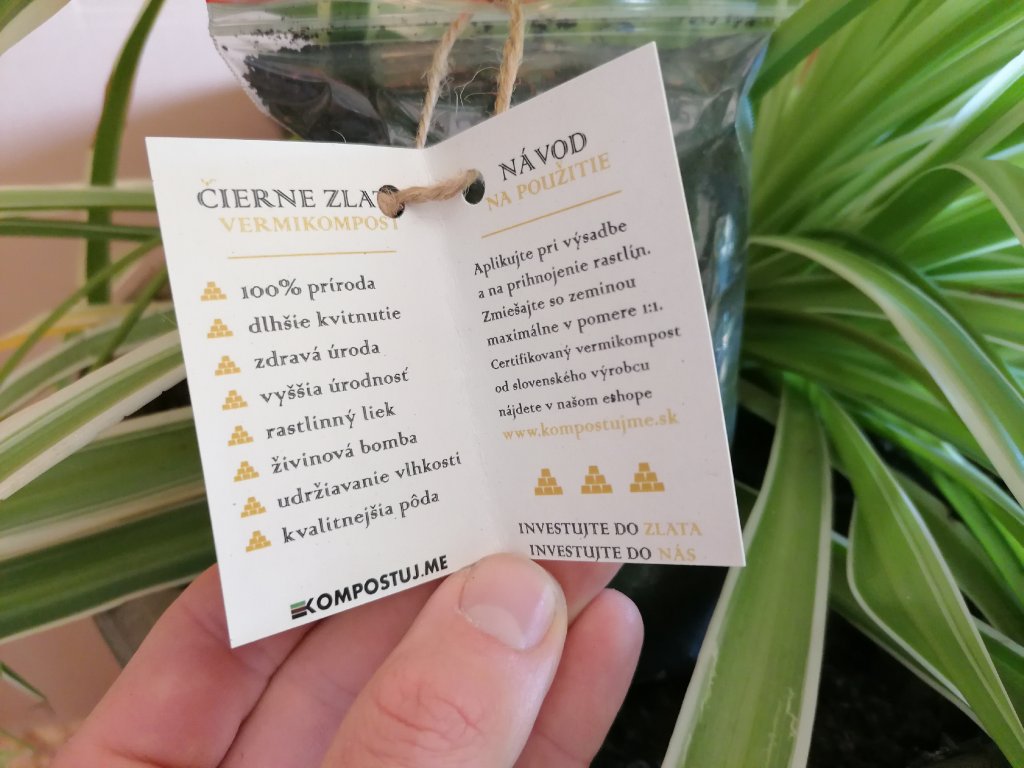 ČIERNE ZLATO
VERMIKOMPOST
100% príroda
dlhšie kvitnutie
zdravá úroda
vyššia úrodnosť
rastlinný liek
živinová bomba
udržiavanie vlhkosti
kvalitnejšia pôda
KOMPOSTUJ.ME
NÁVOD
NA POUŽITIE
Aplikujte pri výsadbe
a na prihnojenie rastlín.
Zmiešajte so zeminou
maximálne v pomere 1:1.
Certifikovaný vermikompost
od slovenského výrobcu
nájdete v našom eshope
www.kompostujme.sk
INVESTUJTE DO ZLATA
INVESTUJTE DO NÁS